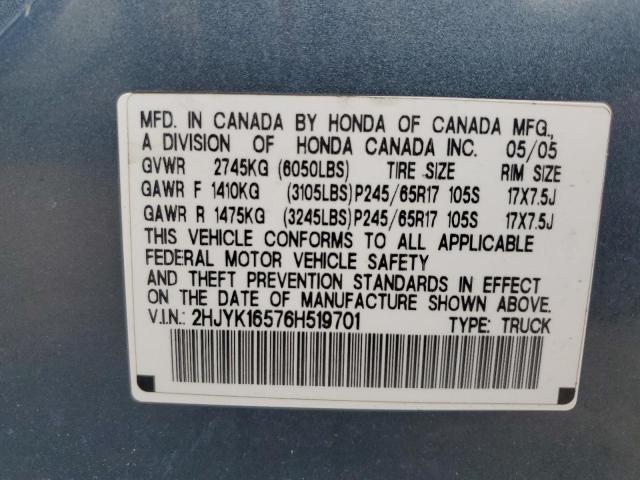 MFD. IN CANADA BY HONDA OF CANADA MFG.,
A DIVISION OF HONDA CANADA INC. 05/05
GVWR 2745KG (6050LBS) TIRE SIZE RIM SIZE
GAWR F 1410KG (3105LBS)P245/65R17 105S 17X7.5J
GAWR R 1475KG (3245LBS)P245/65R17 105S 17X7.5J
THIS VEHICLE CONFORMS TO ALL APPLICABLE
FEDERAL MOTOR VEHICLE SAFETY
AND THEFT PREVENTION STANDARDS IN EFFECT
ON THE DATE OF MANUFACTURE SHOWN ABOVE.
V.I.N.: 2HJYK16576H519701 TYPE: TRUCK